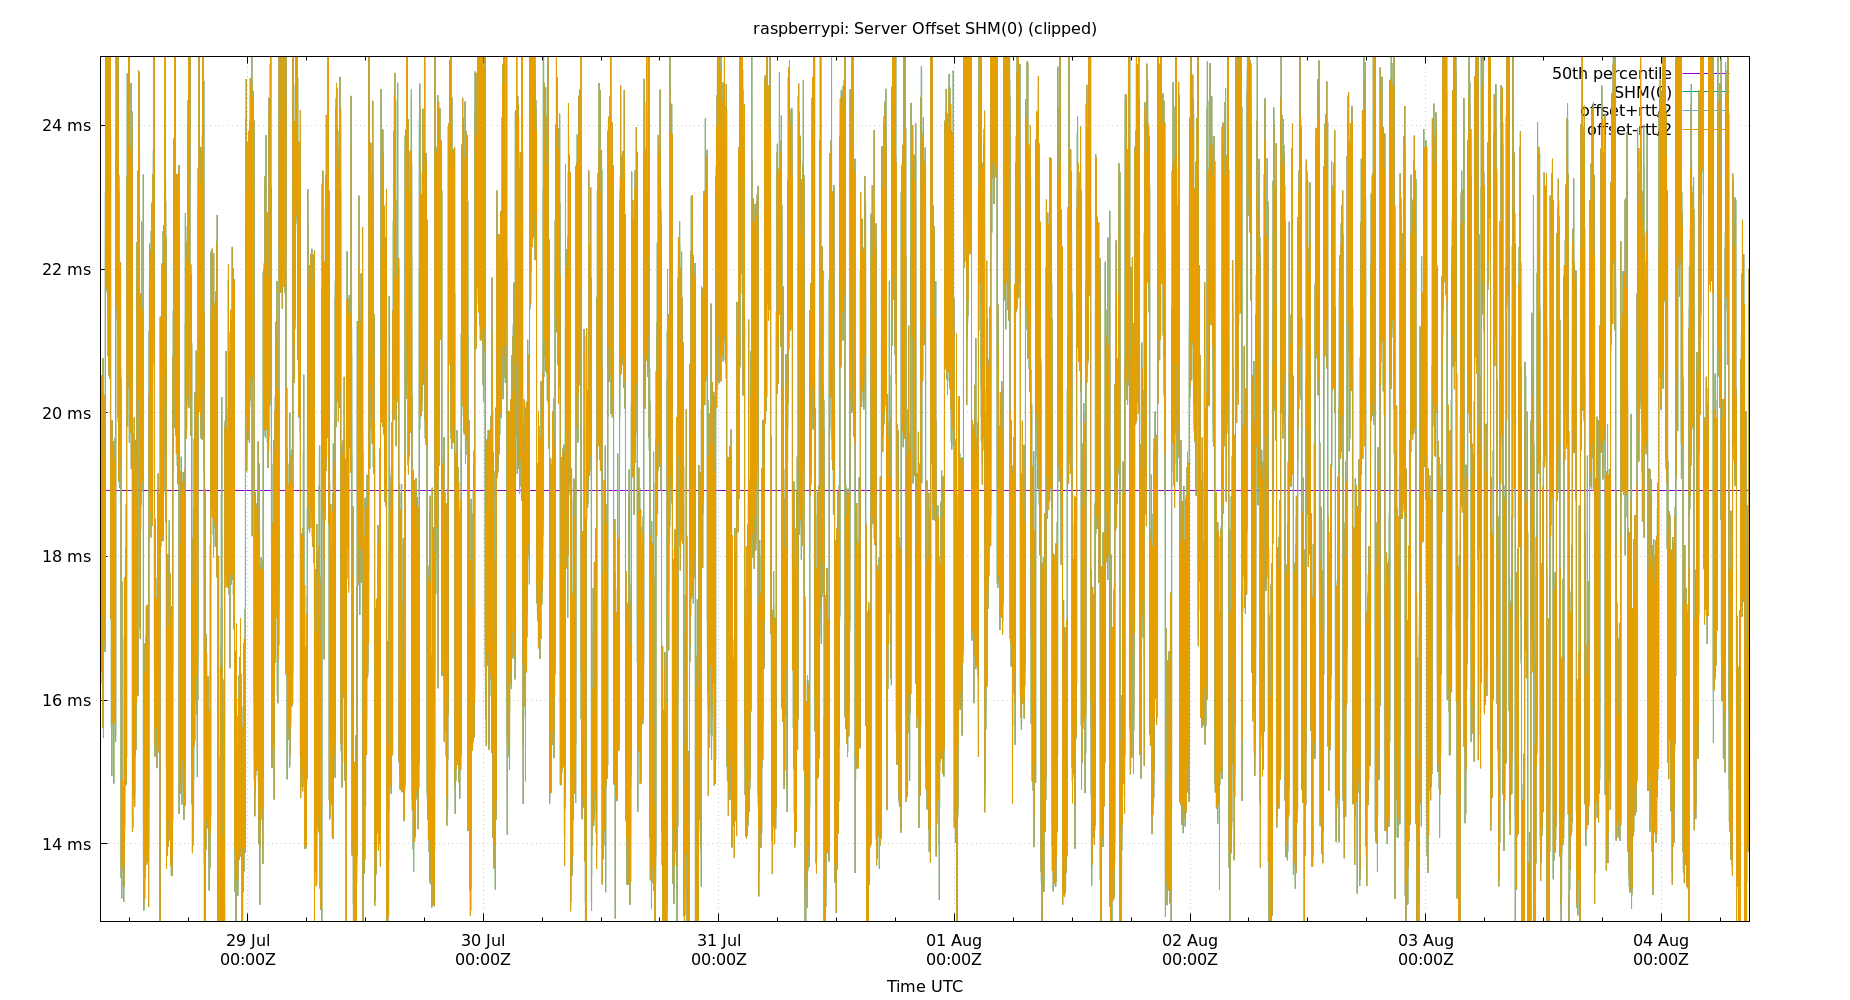 raspberrypi: Server Offset SHM(0) (clipped)
50th percentile
SHM(0)
offset+rtt/2
offset-rtt/2
24 ms
22 ms
20 ms
18 ms
16 ms
14 ms
29 Jul 30 Jul 31 Jul 01 Aug 02 Aug 03 Aug 04 Aug
00:00Z 00:00Z 00:00Z 00:00Z 00:00Z 00:00Z 00:00Z
Time UTC